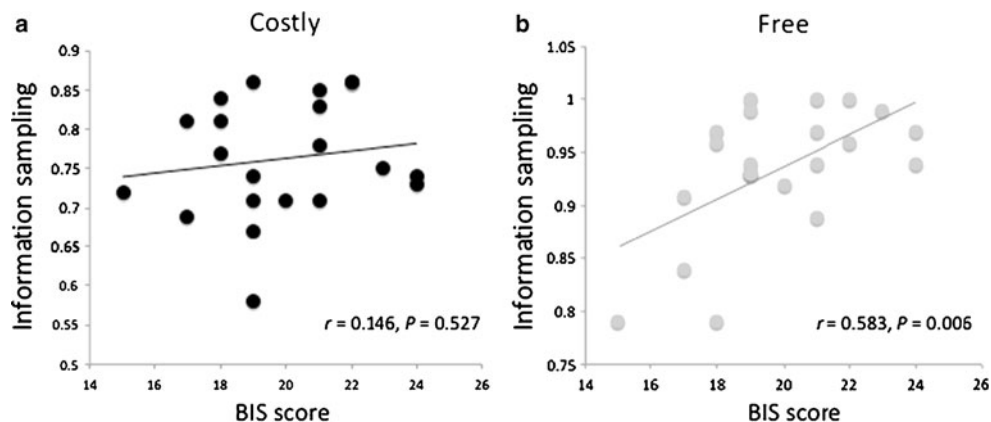 a
Costly
Information sampling
0.9
0.85
0.8
0.75
0.7
0.65
0.6
0.55
0.5
14 16 18 20 22 24 26
BIS score
r = 0.146, P = 0.527
b
Free
Information sampling
1.05
1
0.95
0.9
0.85
0.8
0.75
14 16 18 20 22 24 26
BIS score
r = 0.583, P = 0.006